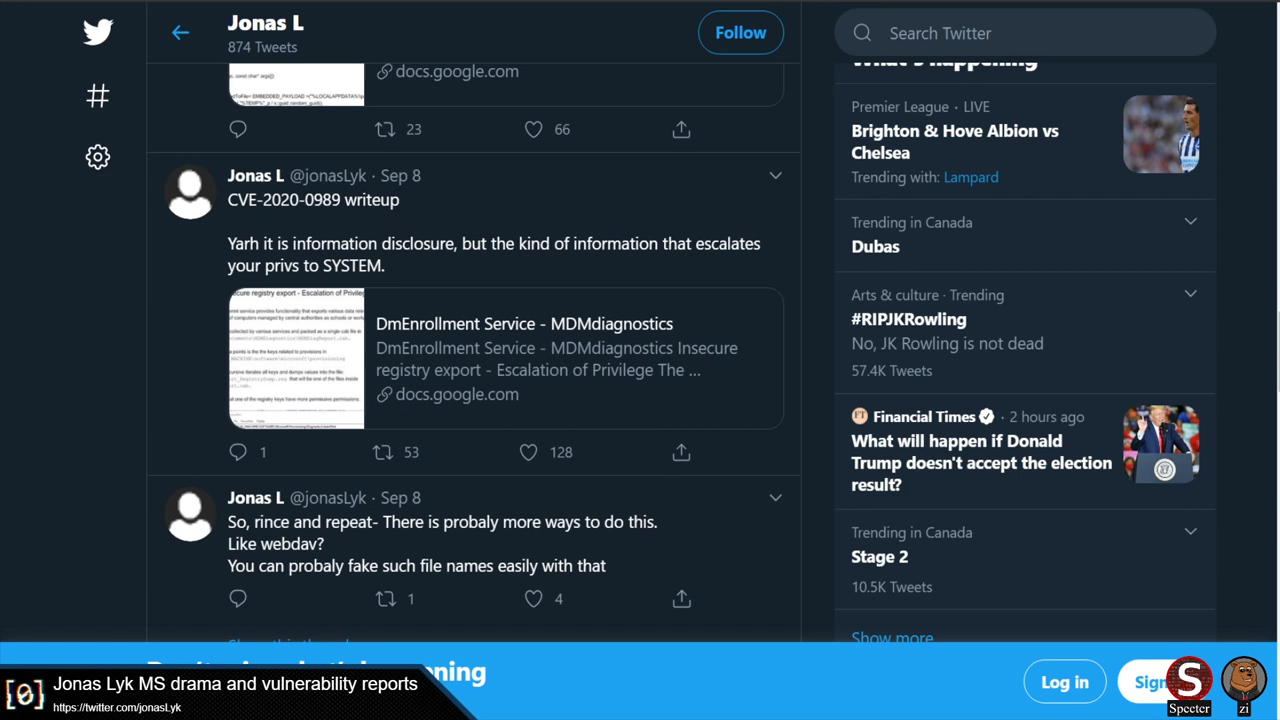 Jonas L
874 Tweets
Follow
Search Twitter
docs.google.com
23
66
Jonas L @jonasLyk · Sep 8
CVE-2020-0989 writeup
Yarh it is information disclosure, but the kind of information that escalates
your privs to SYSTEM.
DmEnrollment Service - MDMdiagnostics
DmEnrollment Service - MDMdiagnostics Insecure
registry export - Escalation of Privilege The ...
docs.google.com
1
53
128
Jonas L @jonasLyk · Sep 8
So, rince and repeat- There is probaly more ways to do this.
Like webdav?
You can probaly fake such file names easily with that
1
4
What's happening
Premier League · LIVE
Brighton & Hove Albion vs
Chelsea
Trending with: Lampard
Trending in Canada
Dubas
Arts & culture · Trending
#RIPJKRowling
No, JK Rowling is not dead
57.4K Tweets
Financial Times · 2 hours ago
What will happen if Donald
Trump doesn't accept the election
result?
Trending in Canada
Stage 2
10.5K Tweets
Show more
Log in
Sign
[0]
Jonas Lyk MS drama and vulnerability reports
https://twitter.com/jonasLyk
S
Specter
zi